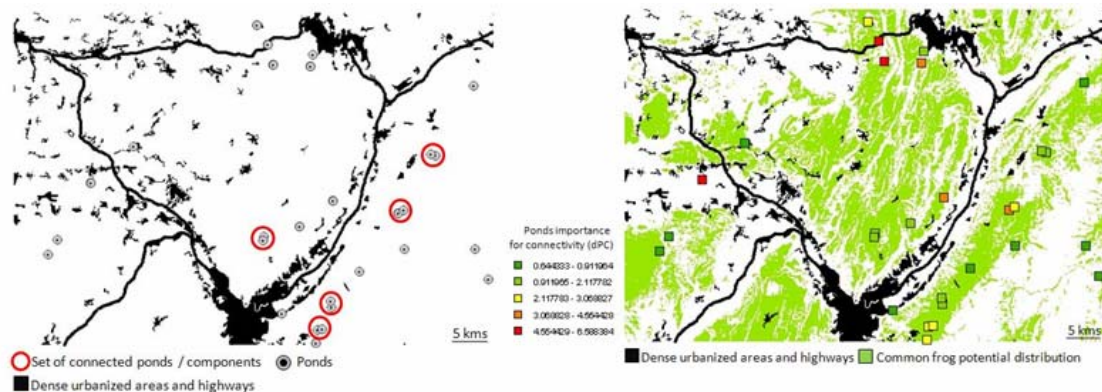 5 kms
Set of connected ponds / components
Ponds
Dense urbanized areas and highways
Ponds importance
for connectivity (dPC)
0.644333 - 0.911964
0.911965 - 2.117782
2.117783 - 3.068827
3.068828 - 4.554428
4.554429 - 6.588384
5 kms
Dense urbanized areas and highways
Common frog potential distribution